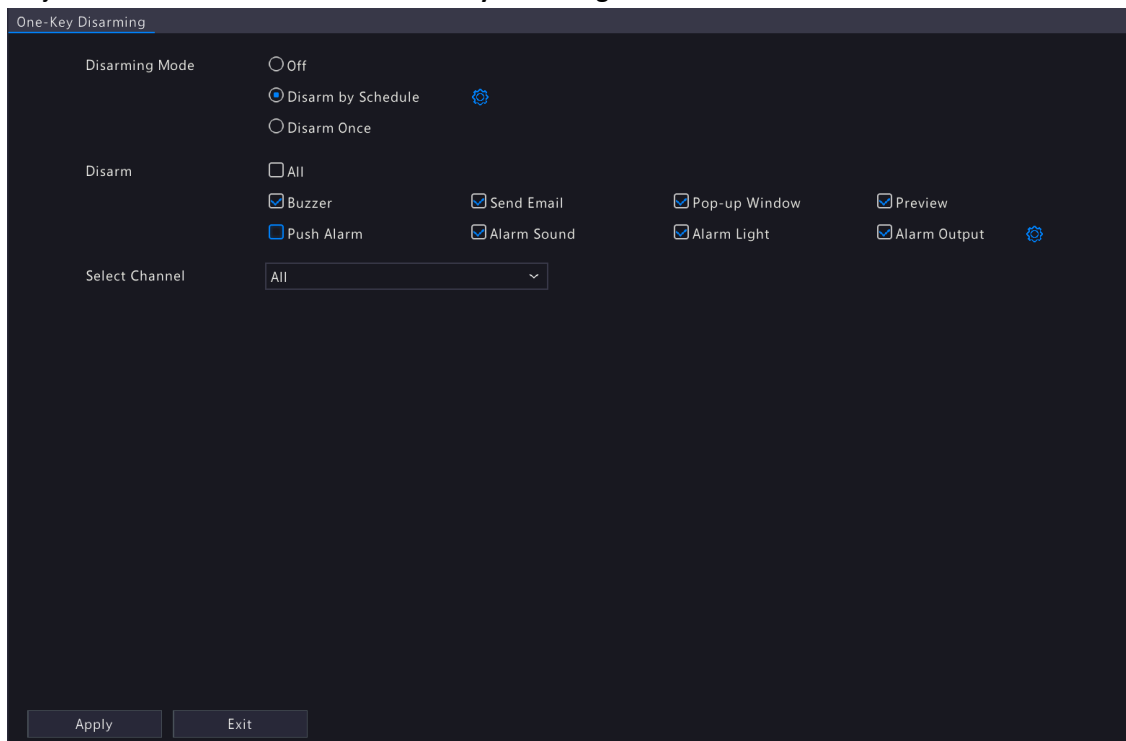 One-Key Disarming
Disarming Mode
Off
Disarm by Schedule
Disarm Once
Disarm
All
Buzzer Send Email Pop-up Window Preview
Push Alarm Alarm Sound Alarm Light Alarm Output
Select Channel All
Apply Exit